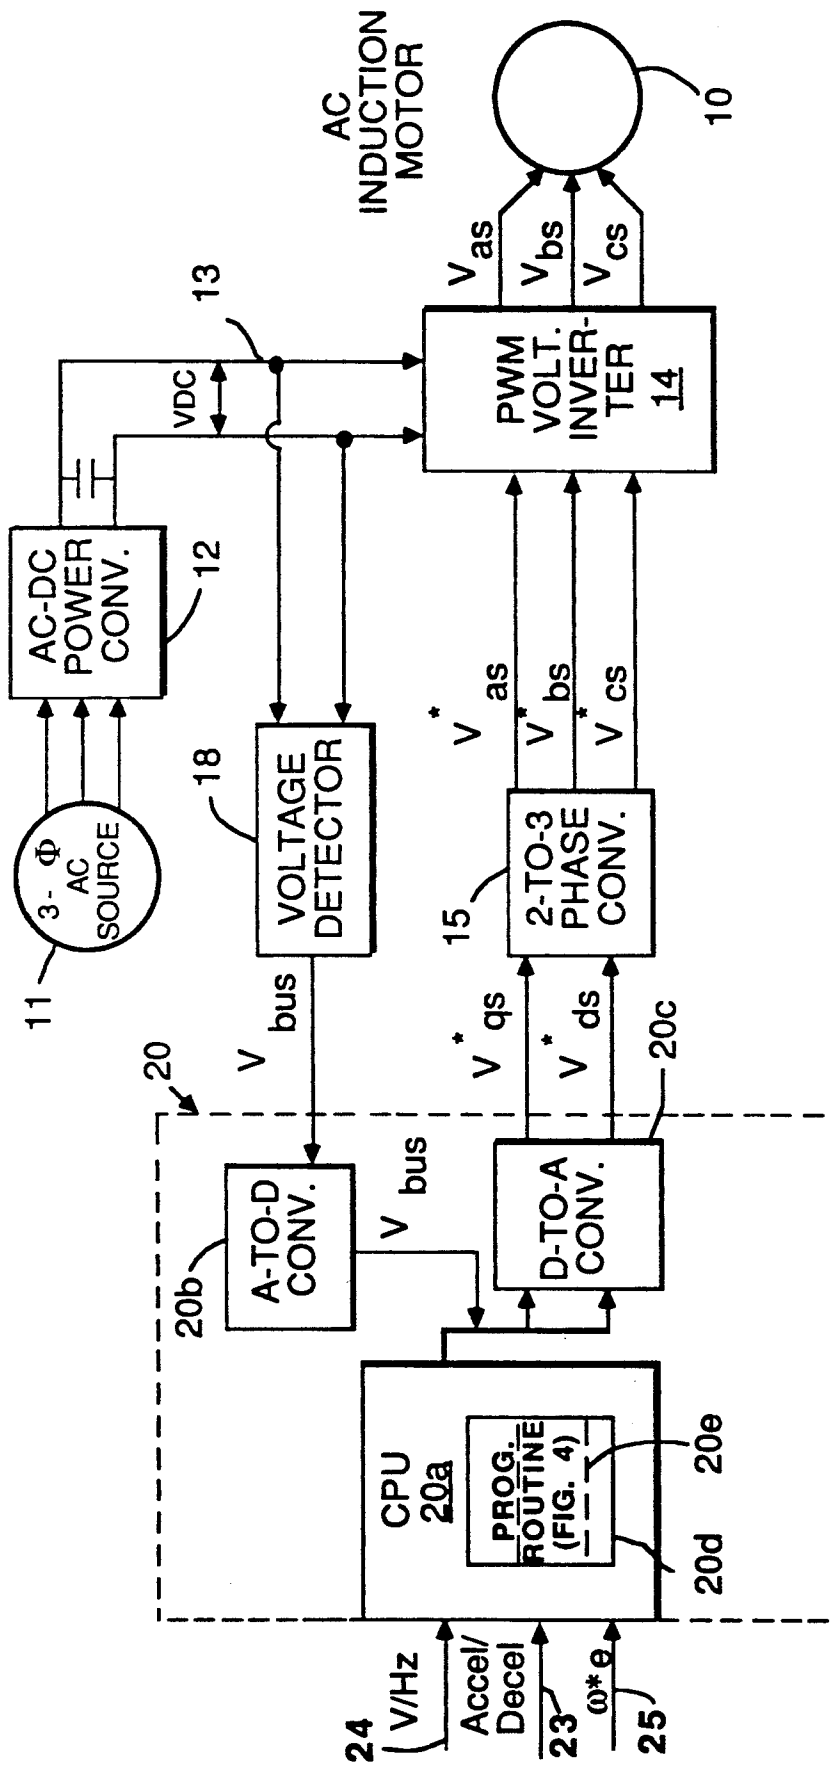 3- Φ
AC
SOURCE
11
AC-DC
POWER
CONV.
12
VDC
13
AC
INDUCTION
MOTOR
10
20
V bus
VOLTAGE
DETECTOR
18
A-TO-D
CONV.
20b
V bus
CPU
20a
PROG.
ROUTINE
(FIG. 4)
20d
20e
24
V/Hz
Accel/
Decel
23
ω*e
25
D-TO-A
CONV.
20c
V* qs
V* ds
15
2-TO-3
PHASE
CONV.
V* as
V* bs
V* cs
PWM
VOLT.
INVER-
TER
14
V as
V bs
V cs